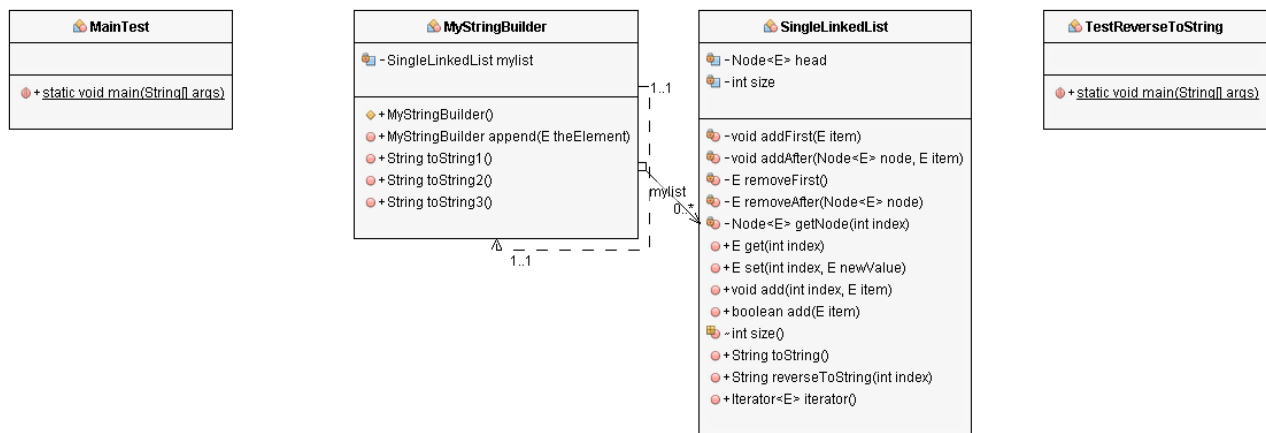 MainTest
+ static void main(String[] args)
MyStringBuilder
- SingleLinkedList mylist
+ MyStringBuilder()
+ MyStringBuilder append(E theElement)
+ String toString1()
+ String toString2()
+ String toString3()
1..1
mylist
0..*
1..1
SingleLinkedList
- Node<E> head
- int size
- void addFirst(E item)
- void addAfter(Node<E> node, E item)
- E removeFirst()
- E removeAfter(Node<E> node)
- Node<E> getNode(int index)
+ E get(int index)
+ E set(int index, E newValue)
+ void add(int index, E item)
+ boolean add(E item)
~ int size()
+ String toString()
+ String reverseToString(int index)
+ Iterator<E> iterator()
TestReverseToString
+ static void main(String[] args)